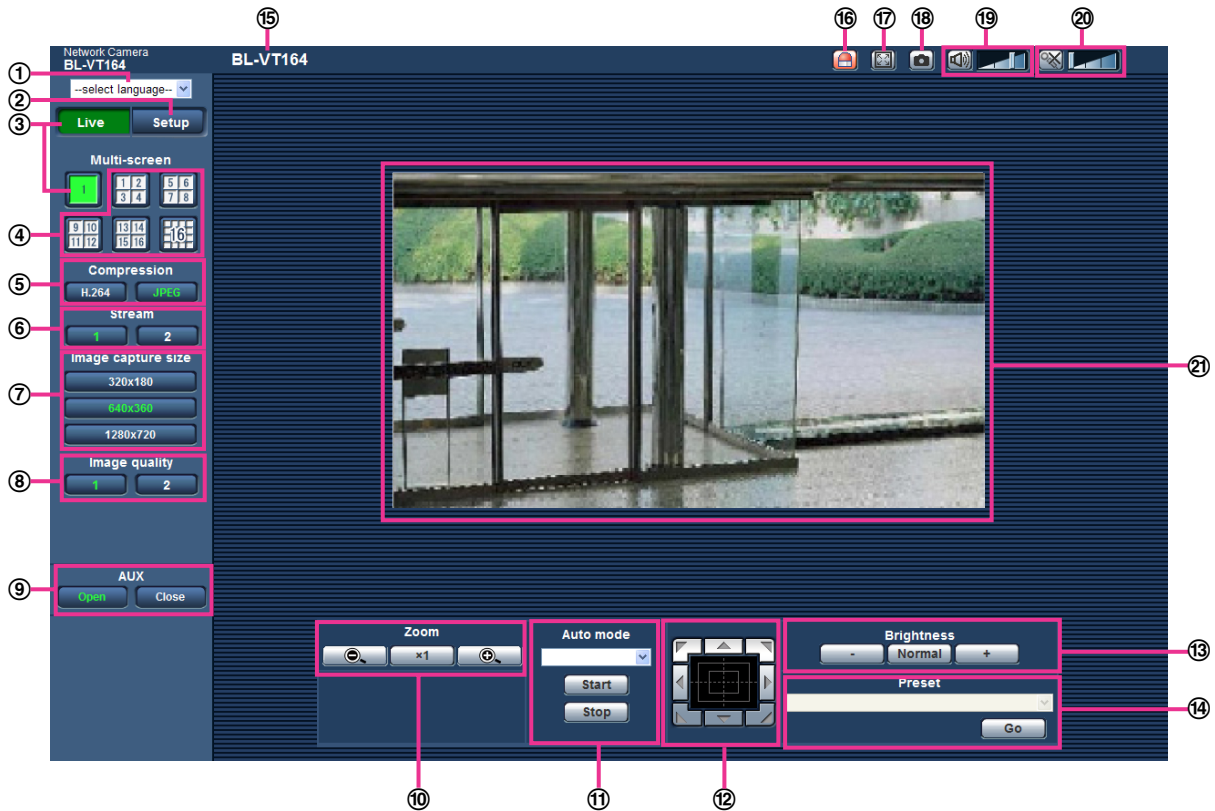 ⑮ ⑯ ⑰ ⑱ ⑲ ⑳
Network Camera
BL-VT164
BL-VT164
①
--select language--
②
③
Live Setup
Multi-screen
1
1 2
3 4
5 6
7 8
④
9 10
11 12
13 14
15 16
16
Compression
⑤
H.264 JPEG
Stream
⑥
1 2
Image capture size
320x180
⑦
640x360
1280x720
Image quality
⑧
1 2
㉑
AUX
⑨
Open Close
Zoom
×1
Auto mode
Start
Stop
Brightness
- Normal +
⑬
Preset
⑭
Go
⑩ ⑪ ⑫